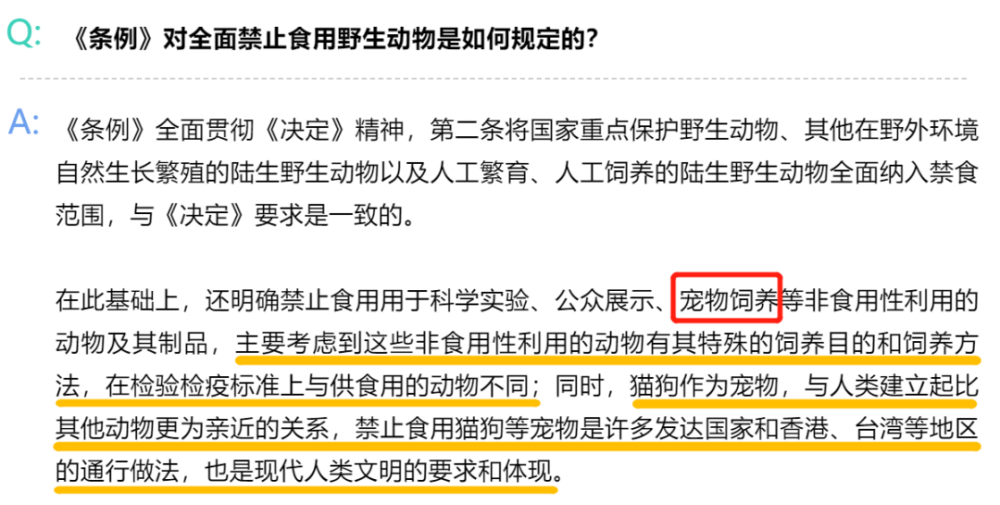 Q: 《条例》对全面禁止食用野生动物是如何规定的？
A: 《条例》全面贯彻《决定》精神，第二条将国家重点保护野生动物、其他在野外环境
自然生长繁殖的陆生野生动物以及人工繁育、人工饲养的陆生野生动物全面纳入禁食
范围，与《决定》要求是一致的。
在此基础上，还明确禁止食用用于科学实验、公众展示、宠物饲养等非食用性利用的
动物及其制品，主要考虑到这些非食用性利用的动物有其特殊的饲养目的和饲养方
法，在检验检疫标准上与供食用的动物不同；同时，猫狗作为宠物，与人类建立起比
其他动物更为亲近的关系，禁止食用猫狗等宠物是许多发达国家和香港、台湾等地区
的通行做法，也是现代人类文明的要求和体现。